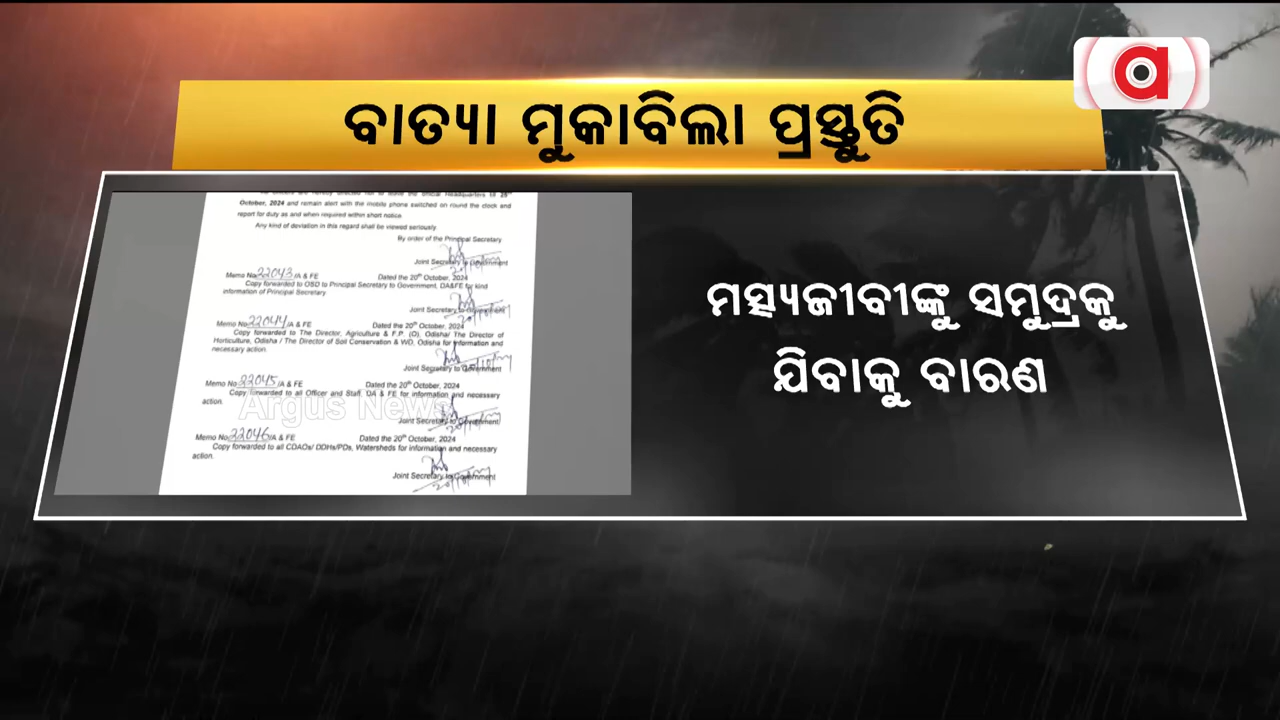 ବାତ୍ୟା ମୁକାବିଲା ପ୍ରସ୍ତୁତି
October, 2024 and remain alert with the mobile phone switched on round the clock and
report for duty as and when required within short notice
Any kind of deviation in this regard shall be viewed seriously
By order of the Principal Secretary
Joint Secretary to Government
Memo No 22043 /A & FE Dated the 20th October, 2024
Copy forwarded to OSD to Principal Secretary to Government, DA&FE for kind
information of Principal Secretary.
Joint Secretary to Government
Memo No 22044 /A & FE Dated the 20th October, 2024
Copy forwarded to The Director, Agriculture & F.P. (O), Odisha/ The Director of
Horticulture, Odisha / The Director of Soil Conservation & WD, Odisha for information and
necessary action.
Joint Secretary to Government
Memo No 22045 /A & FE Dated the 20th October, 2024
Copy forwarded to all Officer and Staff, DA & FE for information and necessary
action.
Argus News
Joint Secretary to Government
Memo No 22046 /A & FE Dated the 20th October, 2024
Copy forwarded to all CDAOs/ DDHs/PDs, Watersheds for information and necessary
action.
Joint Secretary to Government
ମତ୍ସ୍ୟଜୀବୀଙ୍କୁ ସମୁଦ୍ରକୁ
ଯିବାକୁ ବାରଣ